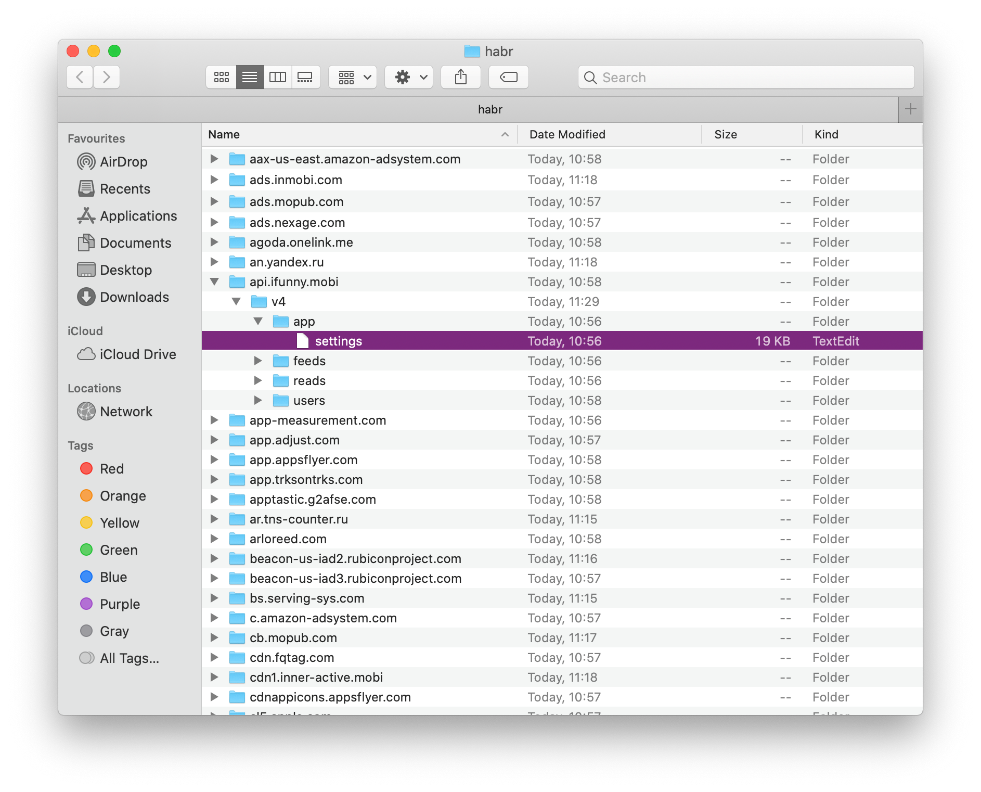 habr
Search
habr
Favourites
AirDrop
Recents
Applications
Documents
Desktop
Downloads
iCloud
iCloud Drive
Locations
Network
Tags
Red
Orange
Yellow
Green
Blue
Purple
Gray
All Tags...
Name Date Modified Size Kind
aax-us-east.amazon-adsystem.com Today, 10:58 -- Folder
ads.inmobi.com Today, 11:18 -- Folder
ads.mopub.com Today, 10:57 -- Folder
ads.nexage.com Today, 10:57 -- Folder
agoda.onelink.me Today, 10:58 -- Folder
an.yandex.ru Today, 11:18 -- Folder
api.ifunny.mobi Today, 10:58 -- Folder
v4 Today, 11:29 -- Folder
app Today, 10:56 -- Folder
settings Today, 10:56 19 KB TextEdit
feeds Today, 10:56 -- Folder
reads Today, 10:56 -- Folder
users Today, 10:58 -- Folder
app-measurement.com Today, 10:56 -- Folder
app.adjust.com Today, 10:57 -- Folder
app.appsflyer.com Today, 10:58 -- Folder
app.trksontrks.com Today, 10:58 -- Folder
apptastic.g2afse.com Today, 10:58 -- Folder
ar.tns-counter.ru Today, 11:15 -- Folder
arloreed.com Today, 10:58 -- Folder
beacon-us-iad2.rubiconproject.com Today, 11:16 -- Folder
beacon-us-iad3.rubiconproject.com Today, 10:57 -- Folder
bs.serving-sys.com Today, 11:15 -- Folder
c.amazon-adsystem.com Today, 10:57 -- Folder
cb.mopub.com Today, 11:17 -- Folder
cdn.fqtag.com Today, 10:57 -- Folder
cdn1.inner-active.mobi Today, 11:18 -- Folder
cdnappicons.appsflyer.com Today, 10:57 -- Folder